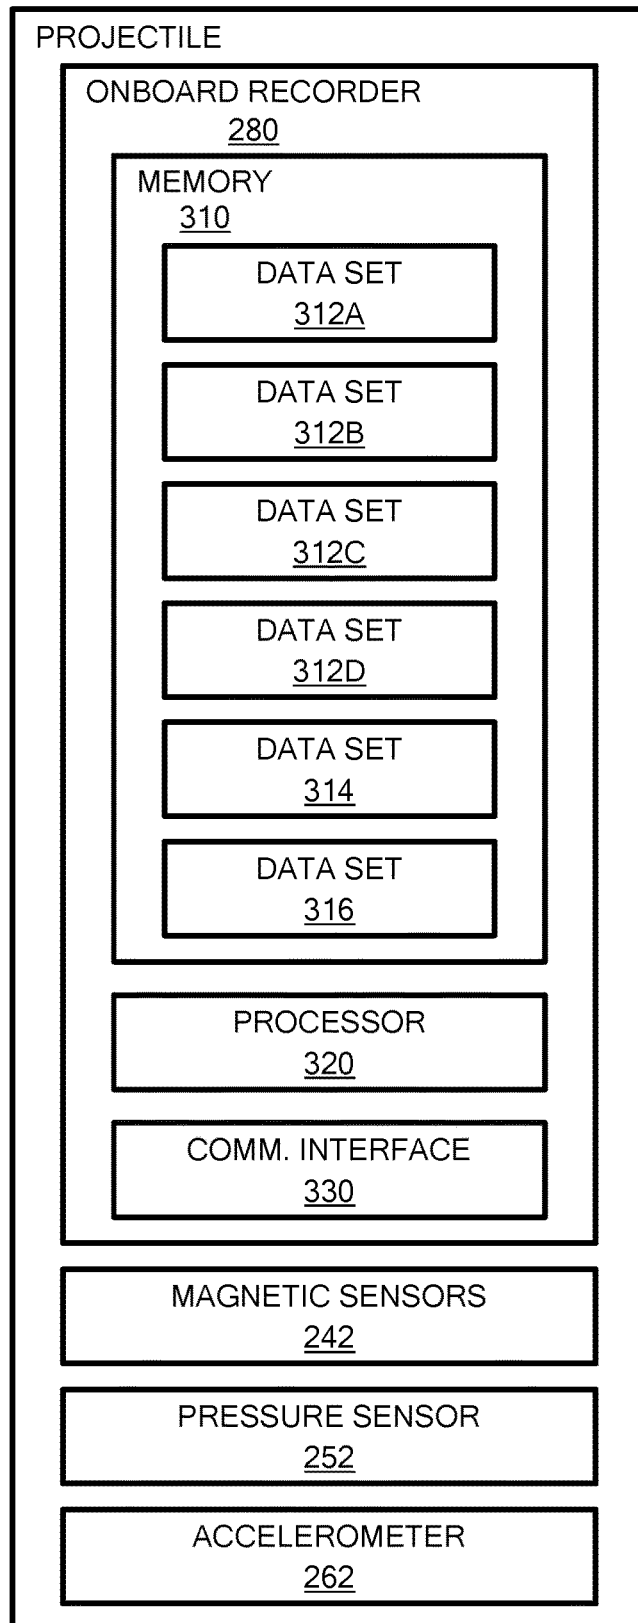 PROJECTILE
ONBOARD RECORDER
280
MEMORY
310
DATA SET
312A
DATA SET
312B
DATA SET
312C
DATA SET
312D
DATA SET
314
DATA SET
316
PROCESSOR
320
COMM. INTERFACE
330
MAGNETIC SENSORS
242
PRESSURE SENSOR
252
ACCELEROMETER
262